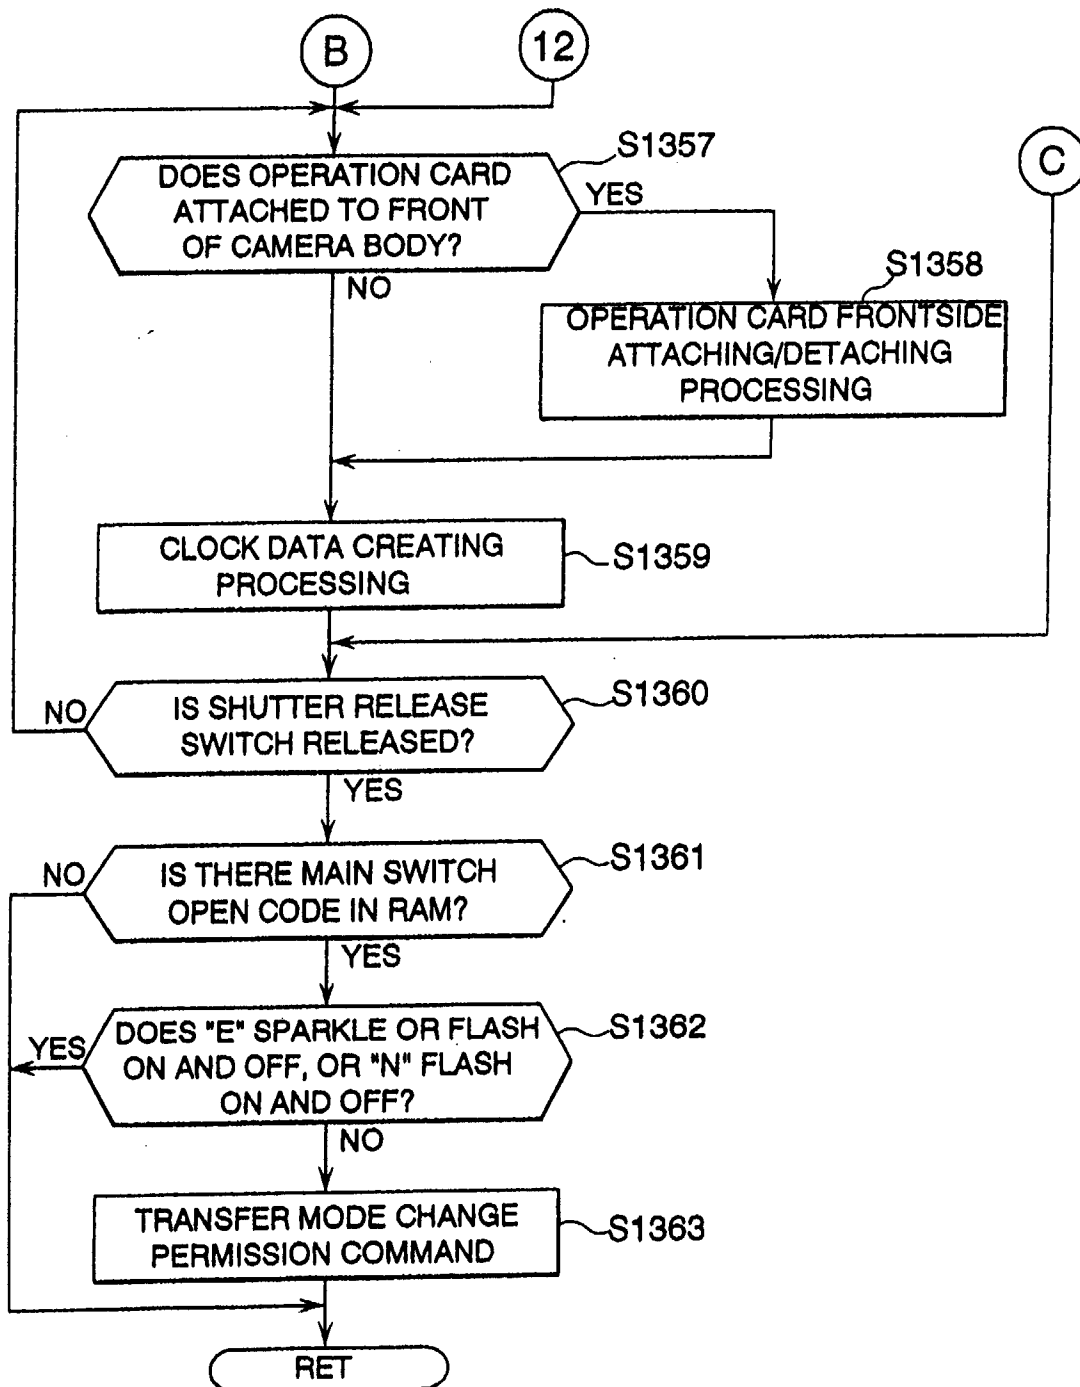 B
12
S1357
C
DOES OPERATION CARD
ATTACHED TO FRONT
OF CAMERA BODY?
YES
NO
S1358
OPERATION CARD FRONTSIDE
ATTACHING/DETACHING
PROCESSING
CLOCK DATA CREATING
PROCESSING
S1359
S1360
NO
IS SHUTTER RELEASE
SWITCH RELEASED?
YES
S1361
NO
IS THERE MAIN SWITCH
OPEN CODE IN RAM?
YES
S1362
DOES "E" SPARKLE OR FLASH
ON AND OFF, OR "N" FLASH
ON AND OFF?
YES
NO
TRANSFER MODE CHANGE
PERMISSION COMMAND
S1363
RET